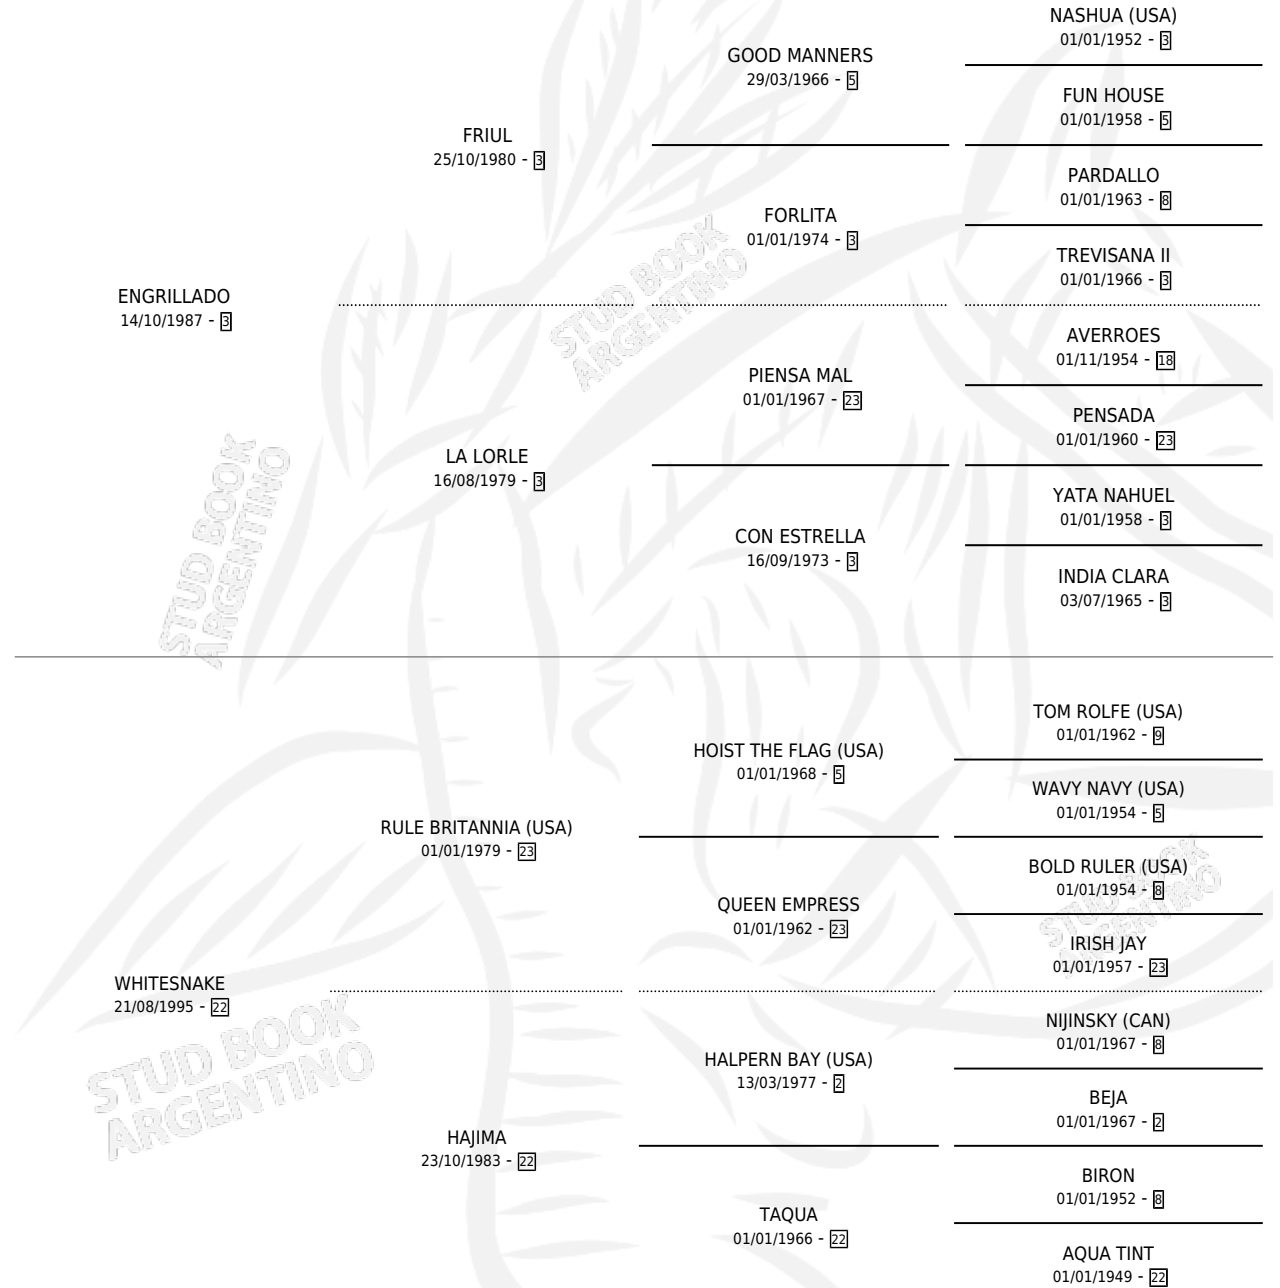 NASHUA (USA)
01/01/1952 - 3
GOOD MANNERS
29/03/1966 - 5
FUN HOUSE
01/01/1958 - 5
FRIUL
25/10/1980 - 3
PARDALLO
01/01/1963 - 8
FORLITA
01/01/1974 - 3
TREVISANA II
01/01/1966 - 3
STUD BOOK
ARGENTINO
ENGRILLADO
14/10/1987 - 3
AVERROES
01/11/1954 - 18
PIENSA MAL
01/01/1967 - 23
PENSADA
01/01/1960 - 23
LA LORLE
16/08/1979 - 3
YATA NAHUEL
01/01/1958 - 3
CON ESTRELLA
16/09/1973 - 3
INDIA CLARA
03/07/1965 - 3
STUD BOOK
ARGENTINO
TOM ROLFE (USA)
01/01/1962 - 9
HOIST THE FLAG (USA)
01/01/1968 - 5
WAVY NAVY (USA)
01/01/1954 - 5
RULE BRITANNIA (USA)
01/01/1979 - 23
BOLD RULER (USA)
01/01/1954 - 8
QUEEN EMPRESS
01/01/1962 - 23
IRISH JAY
01/01/1957 - 23
STUD BOOK
ARGENTINO
WHITESNAKE
21/08/1995 - 22
NIJINSKY (CAN)
01/01/1967 - 8
HALPERN BAY (USA)
13/03/1977 - 2
BEJA
01/01/1967 - 2
STUD BOOK
ARGENTINO
HAJIMA
23/10/1983 - 22
BIRON
01/01/1952 - 8
TAQUA
01/01/1966 - 22
AQUA TINT
01/01/1949 - 22